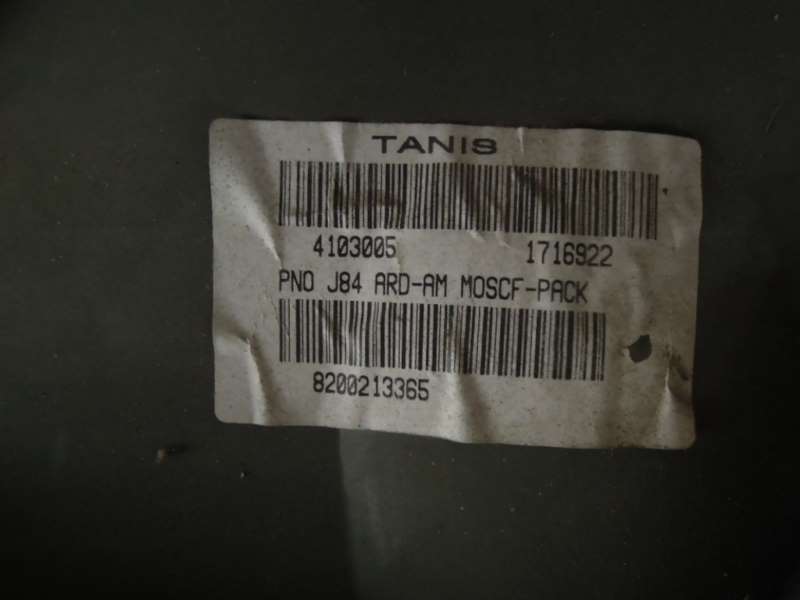 TANIS
4103005 1716922
PNO J84 ARD-AM MOSCF-PACK
8200213365